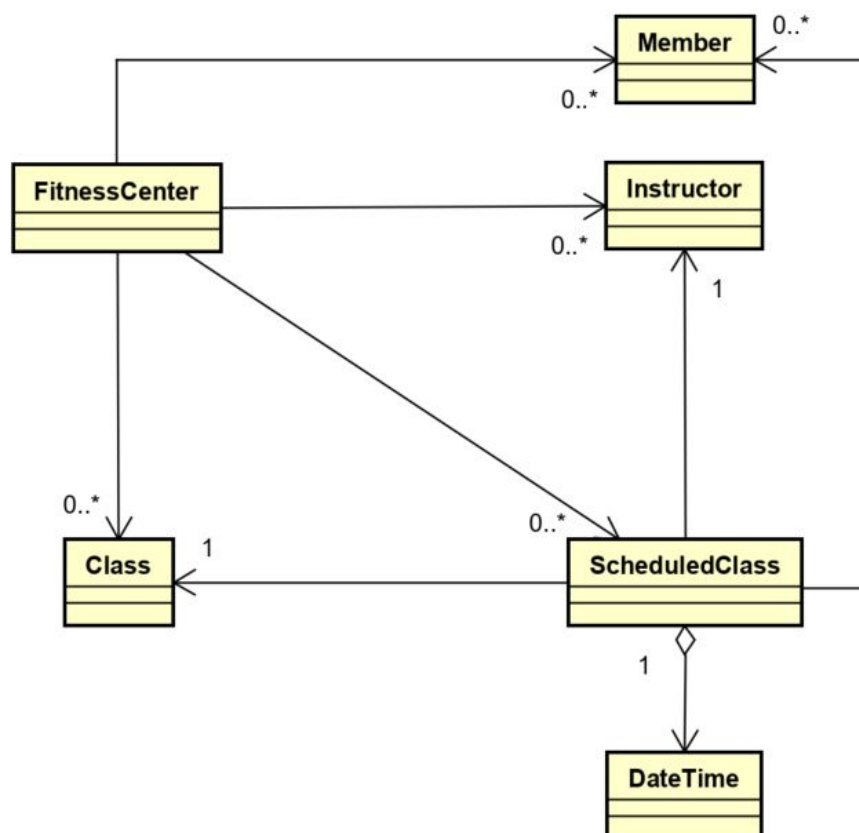 0..*
Member
0..*
FitnessCenter
Instructor
0..*
1
0..*
0..*
1
Class
ScheduledClass
1
DateTime